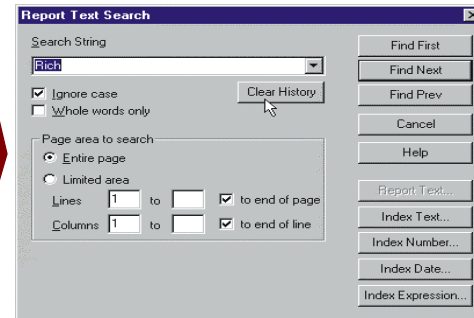 Report Text Search
Search String
Rich
Ignore case
Clear History
Whole words only
Page area to search
Entire page
Limited area
Lines 1 to to end of page
Columns 1 to to end of line
Find First
Find Next
Find Prev
Cancel
Help
Report Text...
Index Text...
Index Number...
Index Date...
Index Expression...